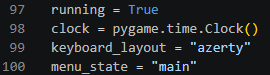 97 running = True
98 clock = pygame.time.Clock()
99 keyboard_layout = "azerty"
100 menu_state = "main"